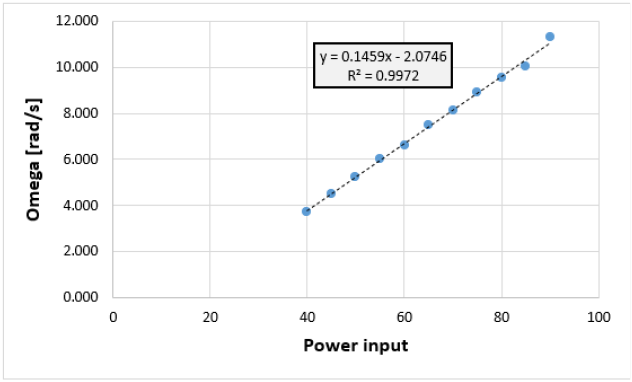 12.000
10.000
8.000
6.000
4.000
2.000
0.000
Omega [rad/s]
y = 0.1459x - 2.0746
R² = 0.9972
0 20 40 60 80 100
Power input